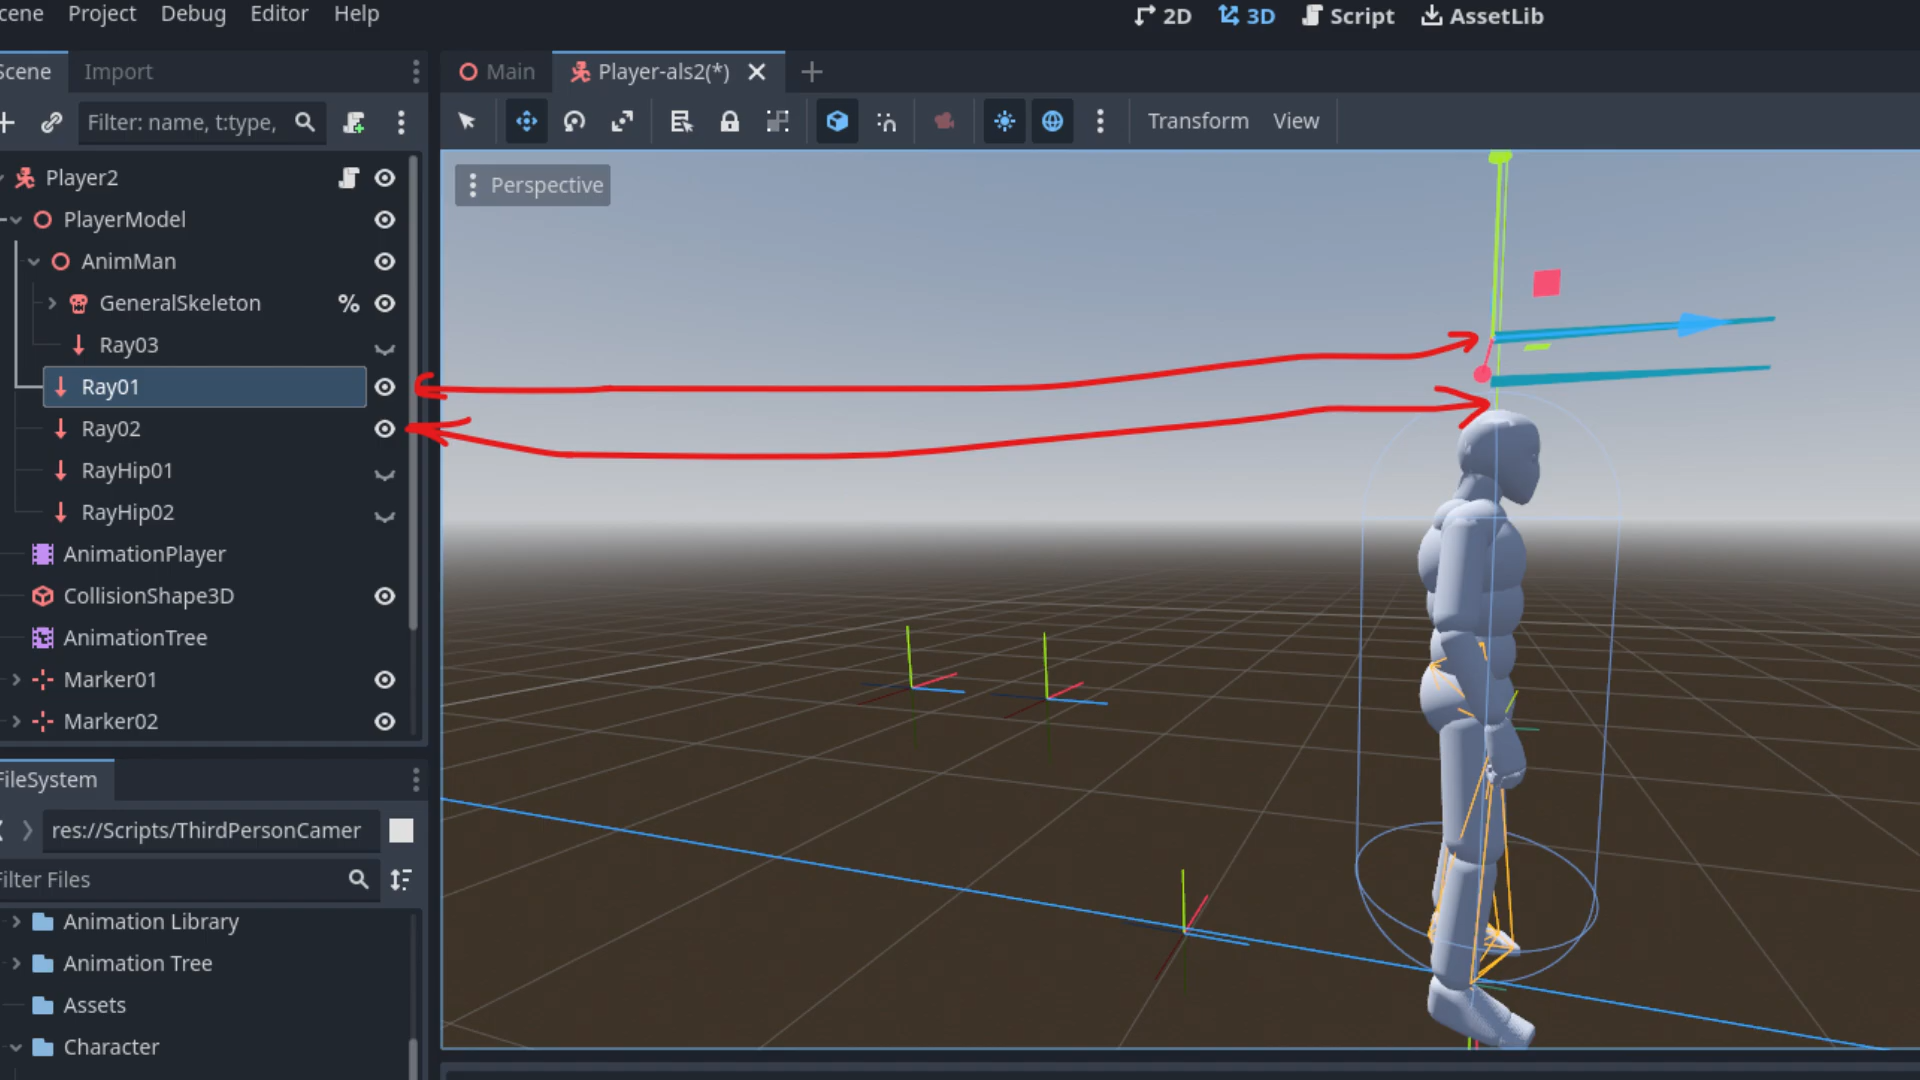 cene Project Debug Editor Help
2D 3D Script AssetLib
Scene Import
Main Player-als2(*)
Filter: name, t:type,
Transform View
Player2
Perspective
PlayerModel
AnimMan
GeneralSkeleton %
Ray03
Ray01
Ray02
RayHip01
RayHip02
AnimationPlayer
CollisionShape3D
AnimationTree
Marker01
Marker02
FileSystem
res://Scripts/ThirdPersonCamer
Filter Files
Animation Library
Animation Tree
Assets
Character